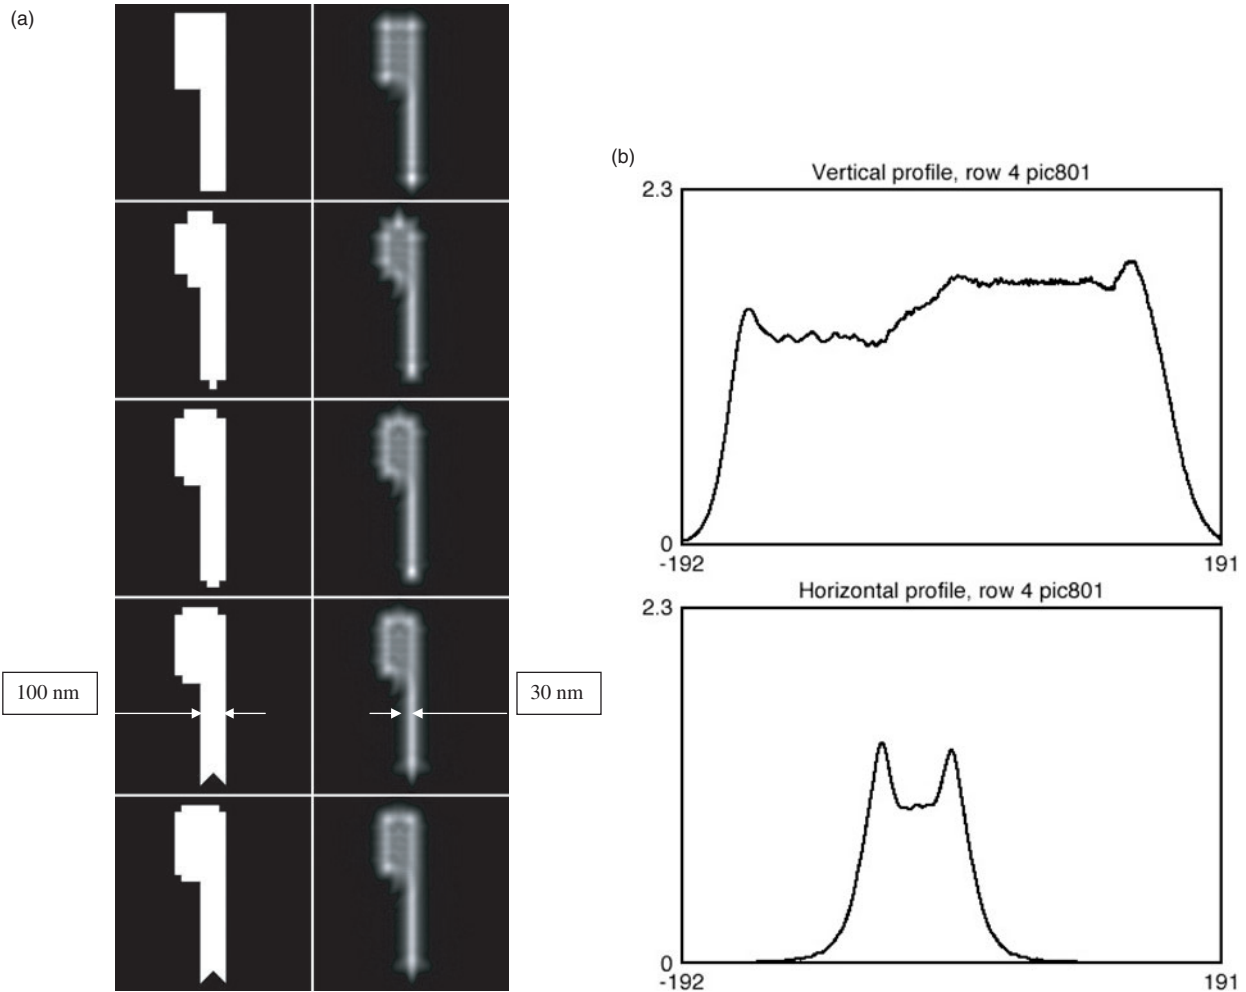 (a)
100 nm
30 nm
(b)
Vertical profile, row 4 pic801
2.3
0
-192
191
Horizontal profile, row 4 pic801
2.3
0
-192
191